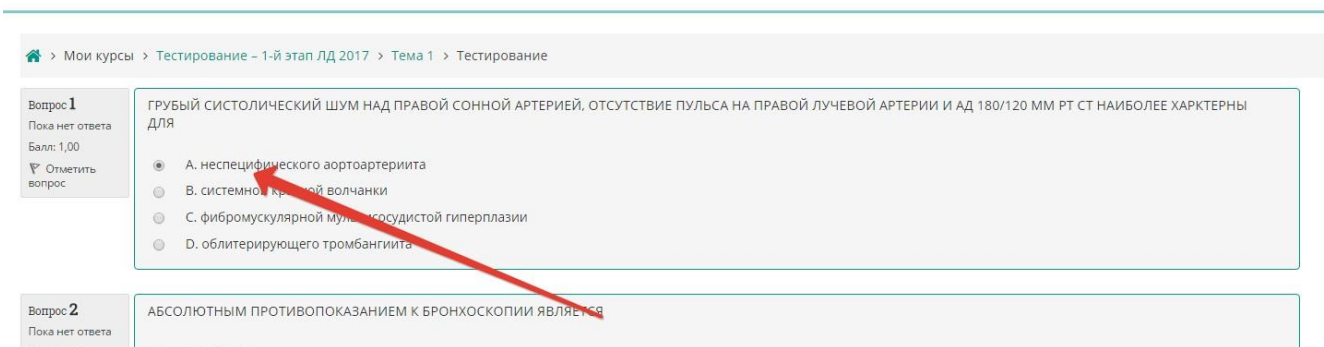 Мои курсы > Тестирование – 1-й этап ЛД 2017 > Тема 1 > Тестирование
Вопрос 1
Пока нет ответа
Балл: 1,00
Отметить вопрос
ГРУБЫЙ СИСТОЛИЧЕСКИЙ ШУМ НАД ПРАВОЙ СОННОЙ АРТЕРИЕЙ, ОТСУТСТВИЕ ПУЛЬСА НА ПРАВОЙ ЛУЧЕВОЙ АРТЕРИИ И АД 180/120 ММ РТ СТ НАИБОЛЕЕ ХАРКТЕРНЫ
ДЛЯ
A. неспецифического аортоартериита
B. системной красной волчанки
C. фибромускулярной мультисосудистой гиперплазии
D. облитерирующего тромбангиита
Вопрос 2
Пока нет ответа
АБСОЛЮТНЫМ ПРОТИВОПОКАЗАНИЕМ К БРОНХОСКОПИИ ЯВЛЯЕТСЯ